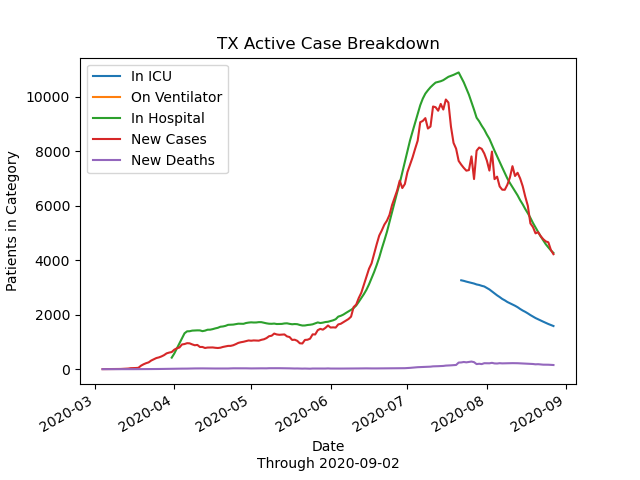 TX Active Case Breakdown
In ICU
On Ventilator
In Hospital
New Cases
New Deaths
Patients in Category
10000
8000
6000
4000
2000
0
2020-03
2020-04
2020-05
2020-06
2020-07
2020-08
2020-09
Date
Through 2020-09-02